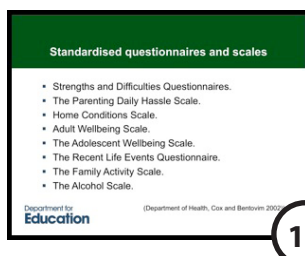 Standardised questionnaires and scales
▪ Strengths and Difficulties Questionnaires.
▪ The Parenting Daily Hassle Scale.
▪ Home Conditions Scale.
▪ Adult Wellbeing Scale.
▪ The Adolescent Wellbeing Scale.
▪ The Recent Life Events Questionnaire.
▪ The Family Activity Scale.
▪ The Alcohol Scale.
(Department of Health, Cox and Bentovim 2002)
Department for
Education
1